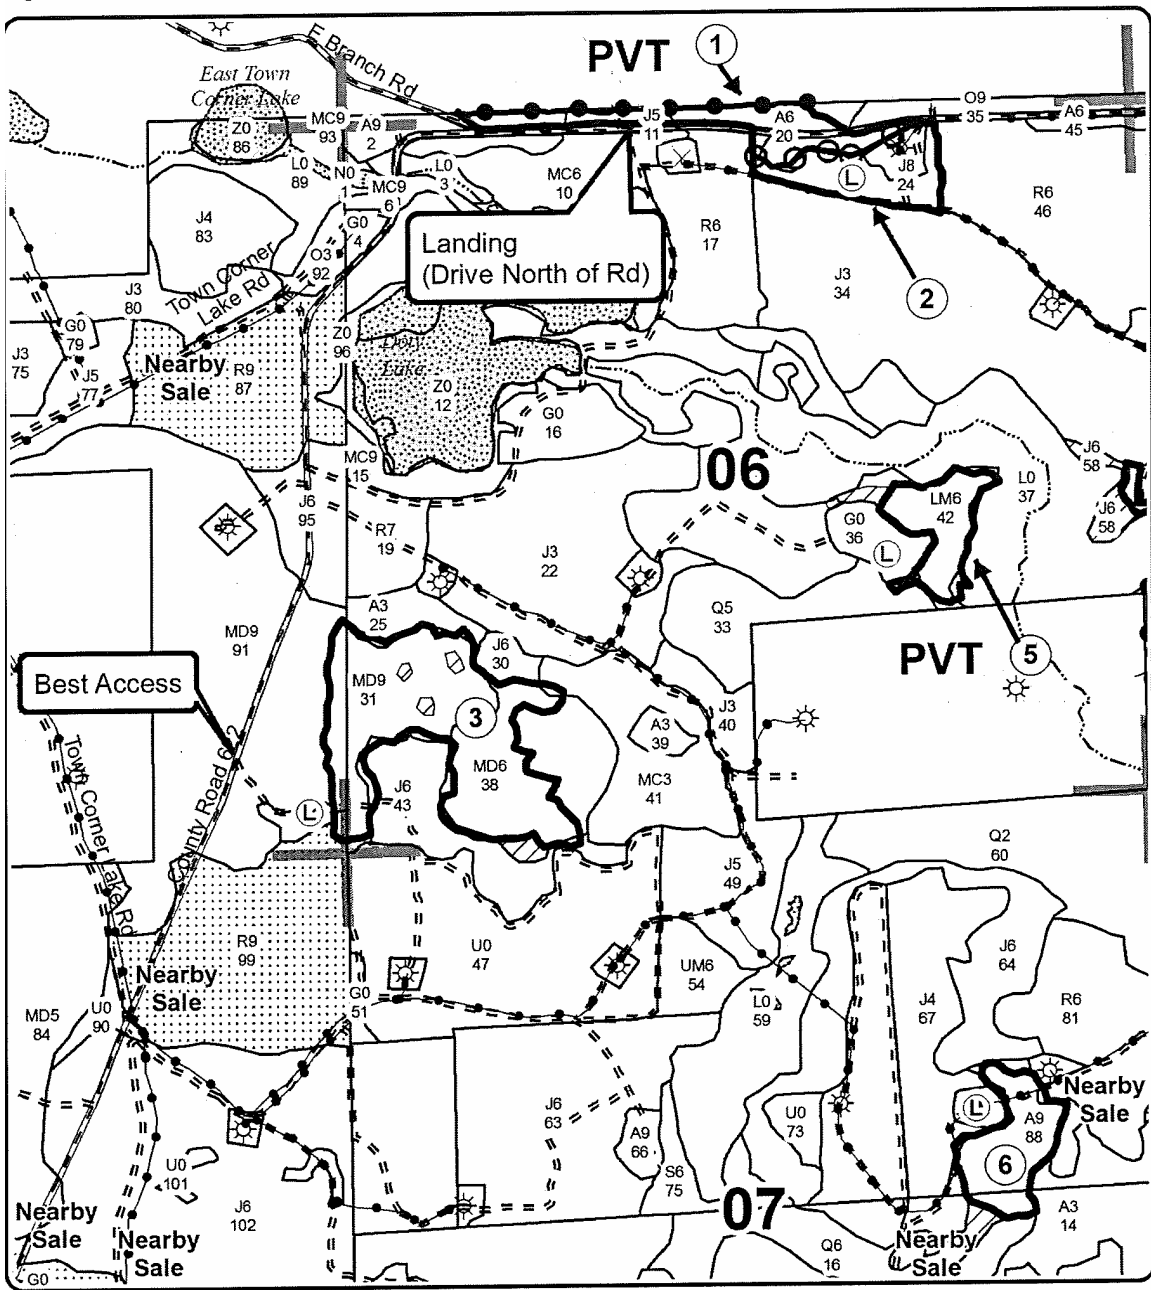 E Branch Rd
PVT
1
East Town
Corner Lake
Z0
86
MC9
93
A9
2
J5
11
A6
20
O9
35
A6
45
L0
89
N0
1
MC9
61
L0
3
MC6
10
J8
24
L
R6
46
J4
83
G0
4
O3
92
Landing
(Drive North of Rd)
R6
17
J3
34
2
Town Corner
Lake Rd
J3
80
G0
79
J3
75
J5
77
Nearby
Sale
R9
87
Z0
96
Doty
Lake
Z0
12
G0
16
MC9
15
06
J6
58
J6
58
L0
37
LM6
42
G0
36
L
J6
95
R7
19
J3
22
A3
25
Q5
33
MD9
91
J6
30
PVT
5
Best Access
MD9
31
3
J3
40
A3
39
MD6
38
MC3
41
J6
43
L
County Road 612
Town Corner Lake Rd
Q2
60
J5
49
R9
99
U0
47
UM6
54
J6
64
Nearby
Sale
MD5
84
U0
90
G0
51
L0
59
J4
67
R6
81
J6
63
A9
66
U0
73
L
A9
88
Nearby
Sale
6
S6
75
U0
101
J6
102
07
A3
14
Nearby
Sale
Nearby
Sale
Q6
16
Nearby
Sale
G0